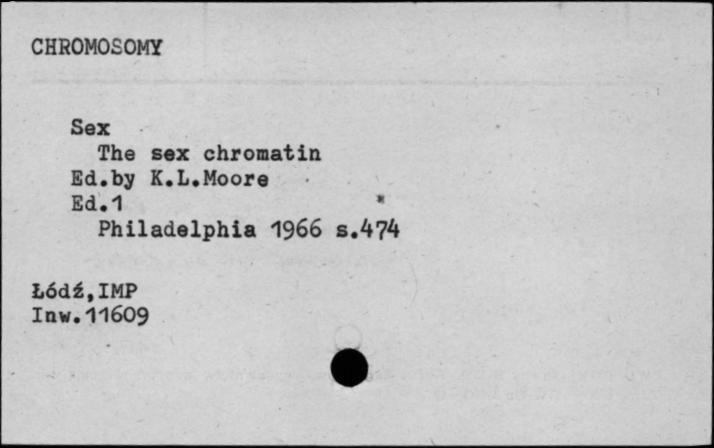 CHROMOSOMY
Sex
The sex chromatin
Ed.by K.L.Moore
Ed.1 *
Philadelphia 1966 s.474
Łódź,IMP
Inw.11609